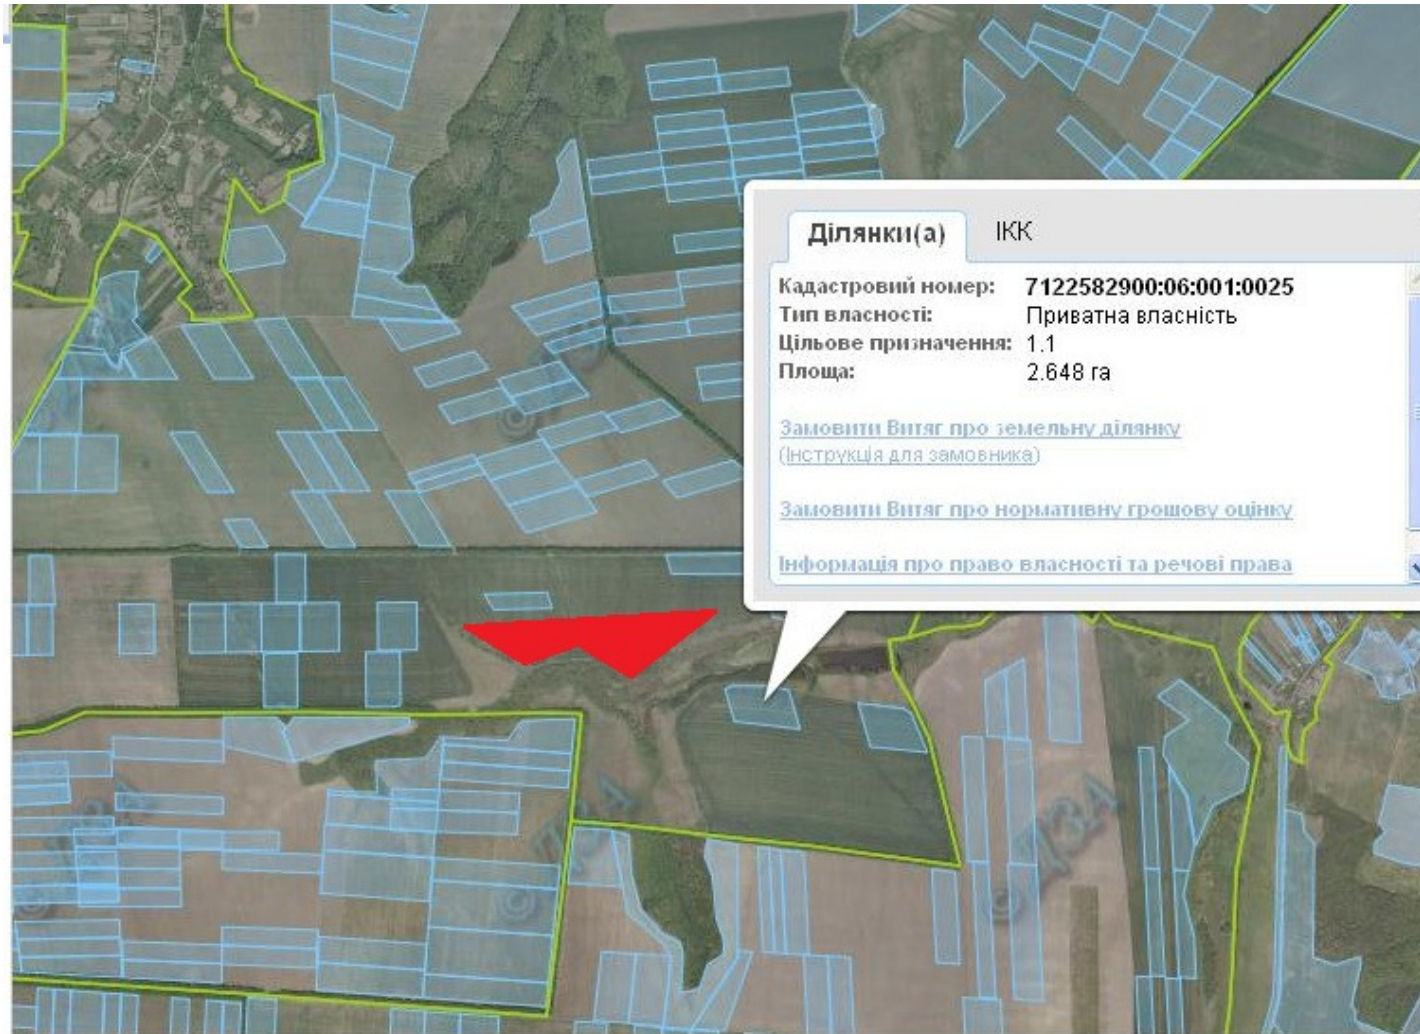 Ділянки(а)
ІКК
Кадастровий номер: 7122582900:06:001:0025
Тип власності: Приватна власність
Цільове призначення: 1.1
Площа: 2.648 га
Замовити Витяг про земельну ділянку
(Інструкція для замовника)
Замовити Витяг про нормативну грошову оцінку
Інформація про право власності та речові права
© ДЗА
© ДЗА